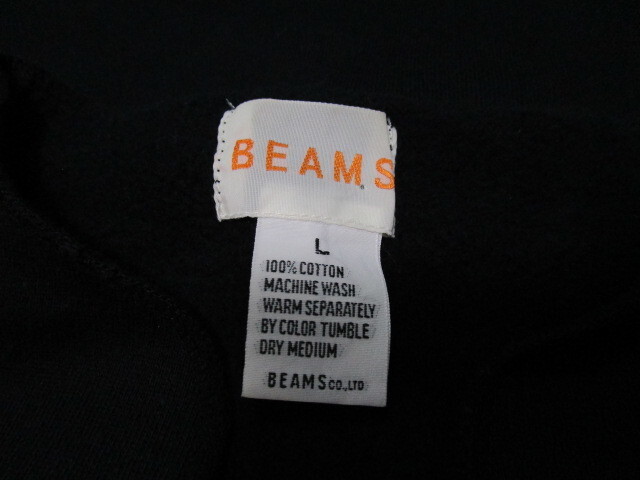 BEAMS
L
100% COTTON
MACHINE WASH
WARM SEPARATELY
BY COLOR TUMBLE
DRY MEDIUM
BEAMS CO.,LTD